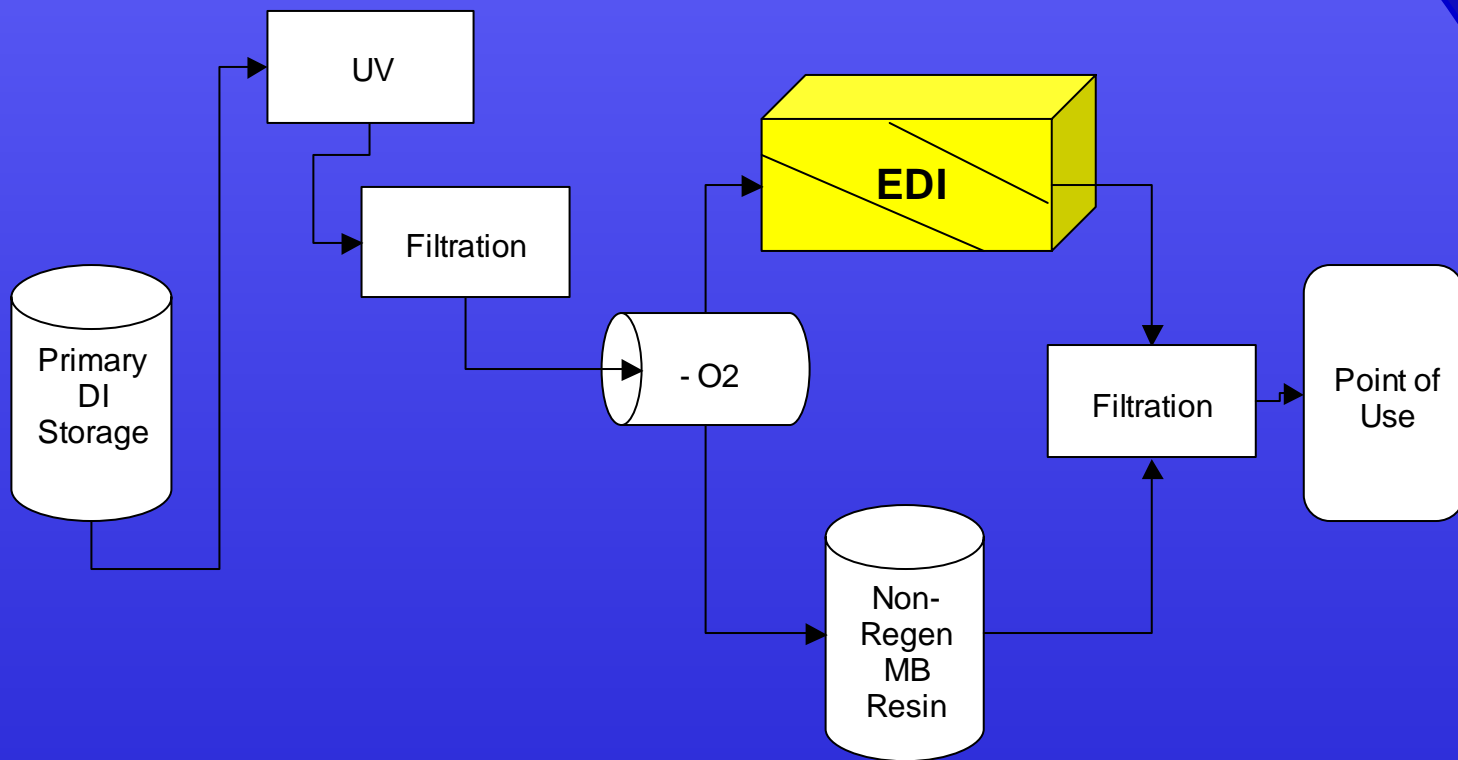 UV
Filtration
Primary
DI
Storage
- O2
EDI
Non-
Regen
MB
Resin
Filtration
Point of
Use